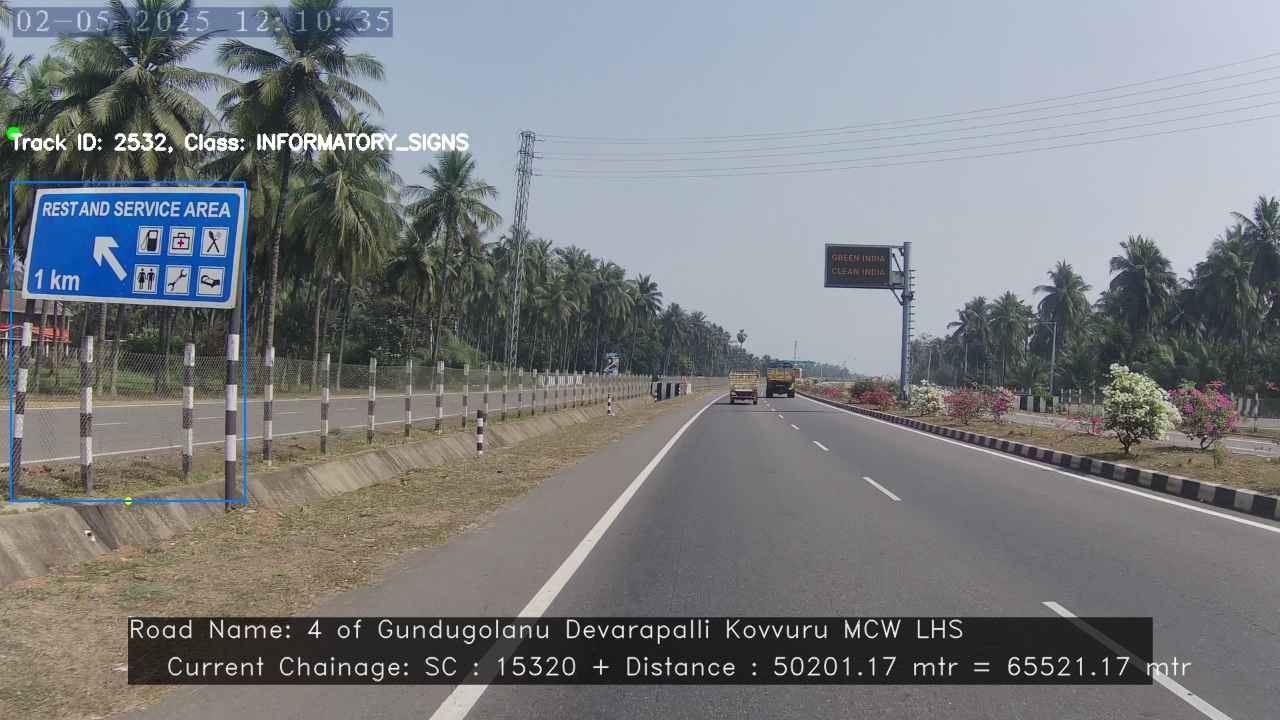 02-05-2025 12:10:35
Track ID: 2532, Class: INFORMATORY_SIGNS
REST AND SERVICE AREA
1 km
GREEN INDIA
CLEAN INDIA
Road Name: 4 of Gundugolanu Devarapalli Kovvuru MCW LHS
Current Chainage: SC : 15320 + Distance : 50201.17 mtr = 65521.17 mtr